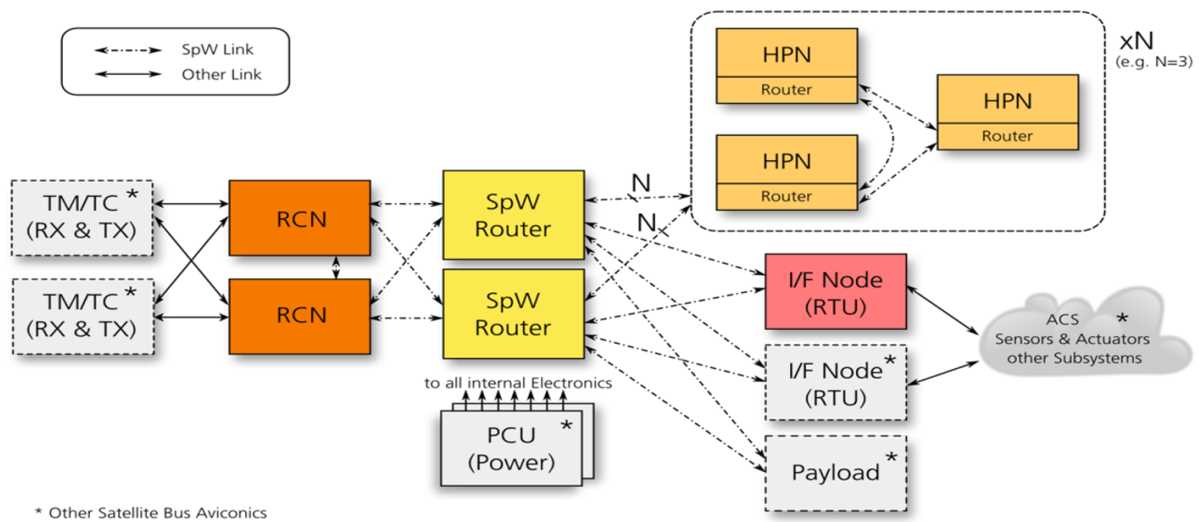 SpW Link
Other Link
xN
(e.g. N=3)
HPN
Router
HPN
Router
HPN
Router
TM/TC *
(RX & TX)
RCN
SpW
Router
N
N
TM/TC *
(RX & TX)
RCN
SpW
Router
I/F Node
(RTU)
ACS *
Sensors & Actuators
other Subsystems
I/F Node *
(RTU)
to all internal Electronics
PCU *
(Power)
Payload *
* Other Satellite Bus Aviconics